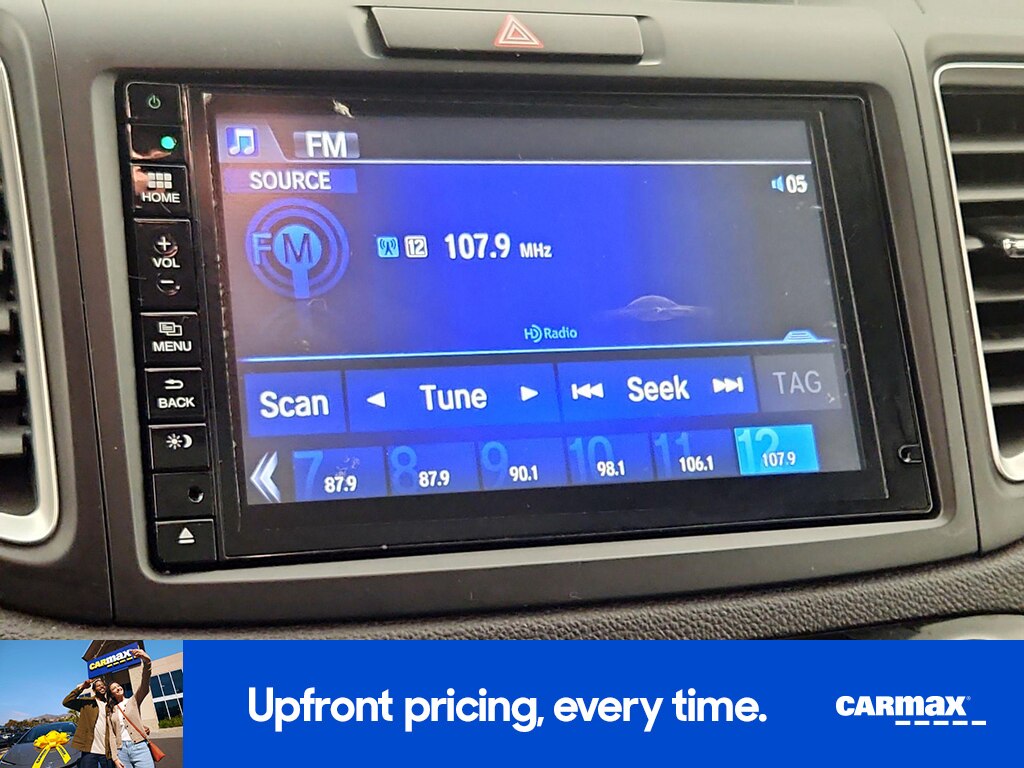 FM
SOURCE
05
FM
12 107.9 MHz
HD Radio
HOME
+
VOL
-
MENU
BACK
Scan
Tune
Seek
TAG
7 87.9
8 87.9
9 90.1
10 98.1
11 106.1
12 107.9
CARMAX
Upfront pricing, every time.
CARMAX